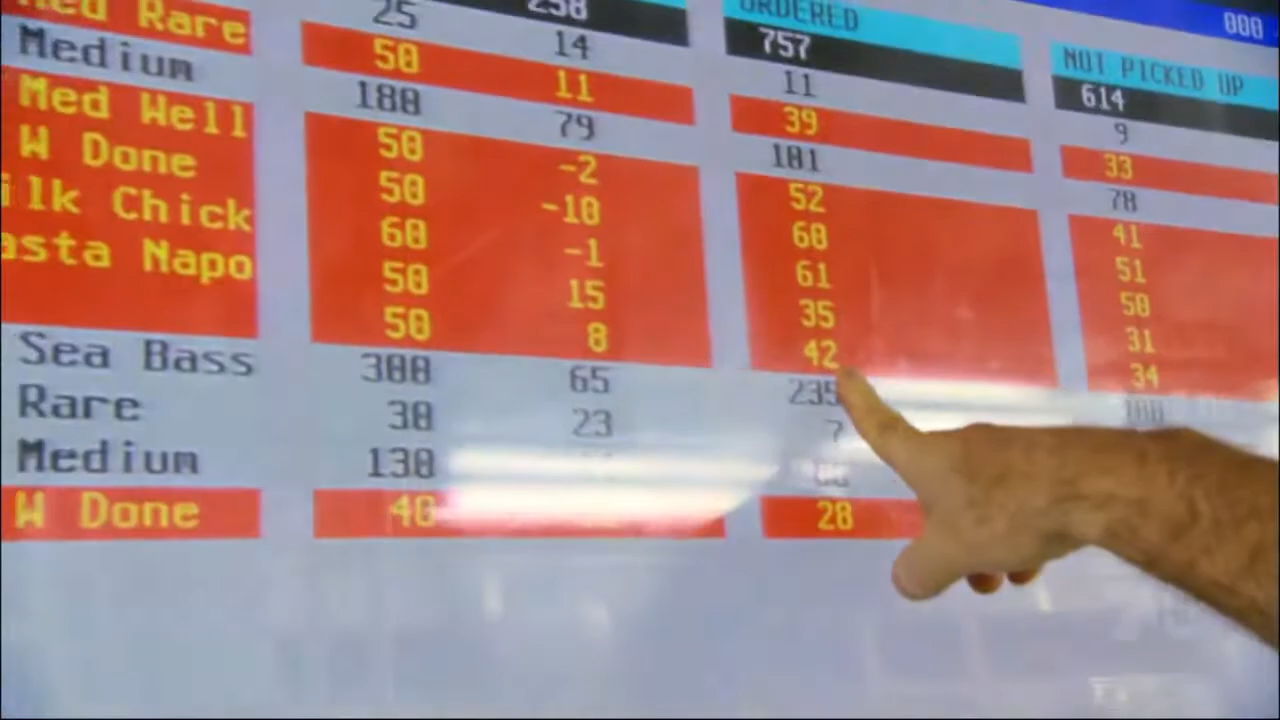 ORDERED 000
258 757 NOT PICKED UP
25 14 11 614
Med Rare 50 11 39 9
Medium 180 79 101 33
Med Well 50 -2 52 78
W Done 50 -10 60 41
ilk Chick 60 -1 61 51
asta Napo 50 15 35 50
50 8 42 31
Sea Bass 300 65 235 34
Rare 30 23 7
Medium 130
W Done 40 28